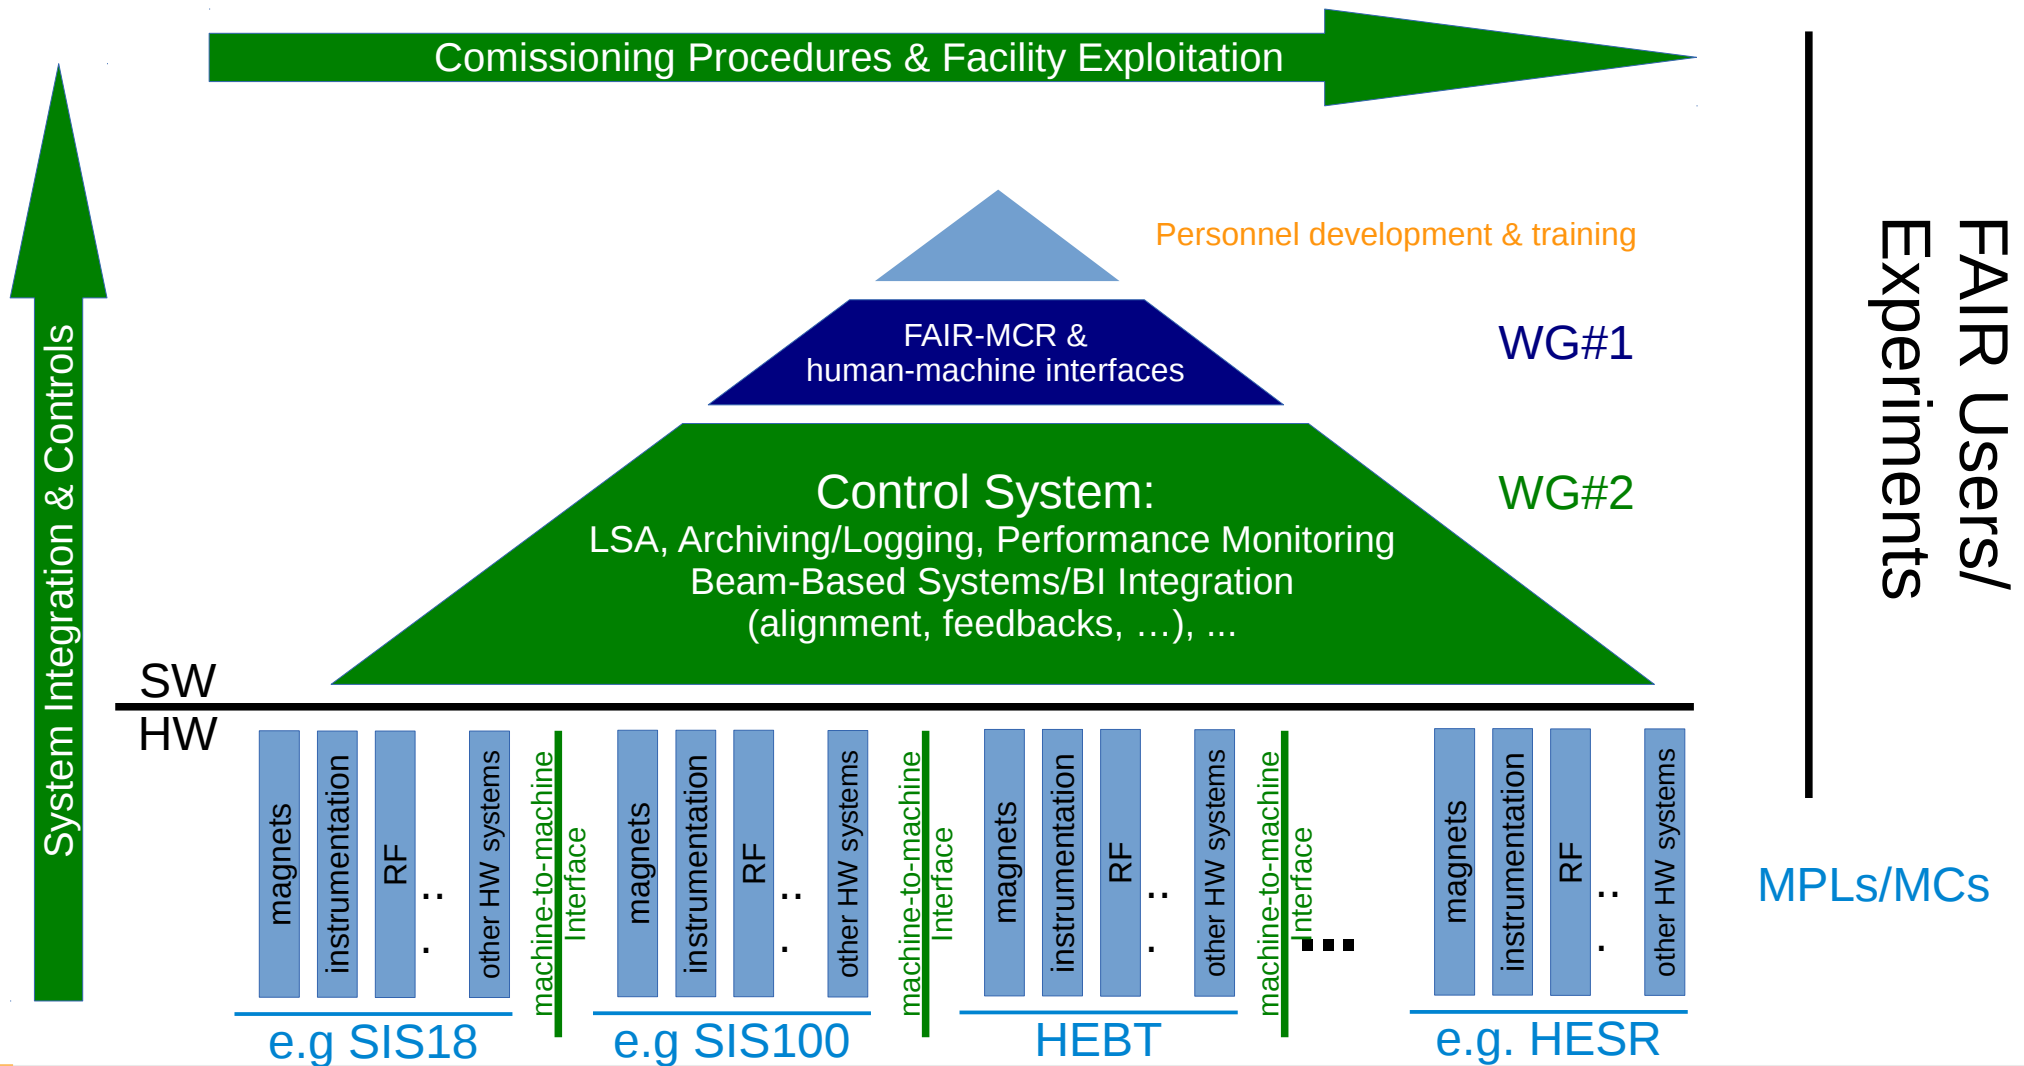 Comissioning Procedures & Facility Exploitation
System Integration & Controls
Personnel development & training
FAIR-MCR &
human-machine interfaces
WG#1
Control System:
LSA, Archiving/Logging, Performance Monitoring
Beam-Based Systems/BI Integration
(alignment, feedbacks, …), ...
WG#2
FAIR Users/
Experiments
SW
HW
magnets
instrumentation
RF
..
.
other HW systems
machine-to-machine
Interface
magnets
instrumentation
RF
..
.
other HW systems
machine-to-machine
Interface
magnets
instrumentation
RF
..
.
other HW systems
machine-to-machine
Interface
...
magnets
instrumentation
RF
..
.
other HW systems
MPLs/MCs
e.g SIS18
e.g SIS100
HEBT
e.g. HESR